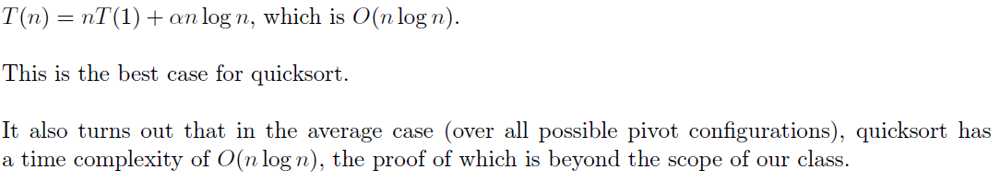 T(n) = nT(1) + αn log n, which is O(n log n).
This is the best case for quicksort.
It also turns out that in the average case (over all possible pivot configurations), quicksort has
a time complexity of O(n log n), the proof of which is beyond the scope of our class.